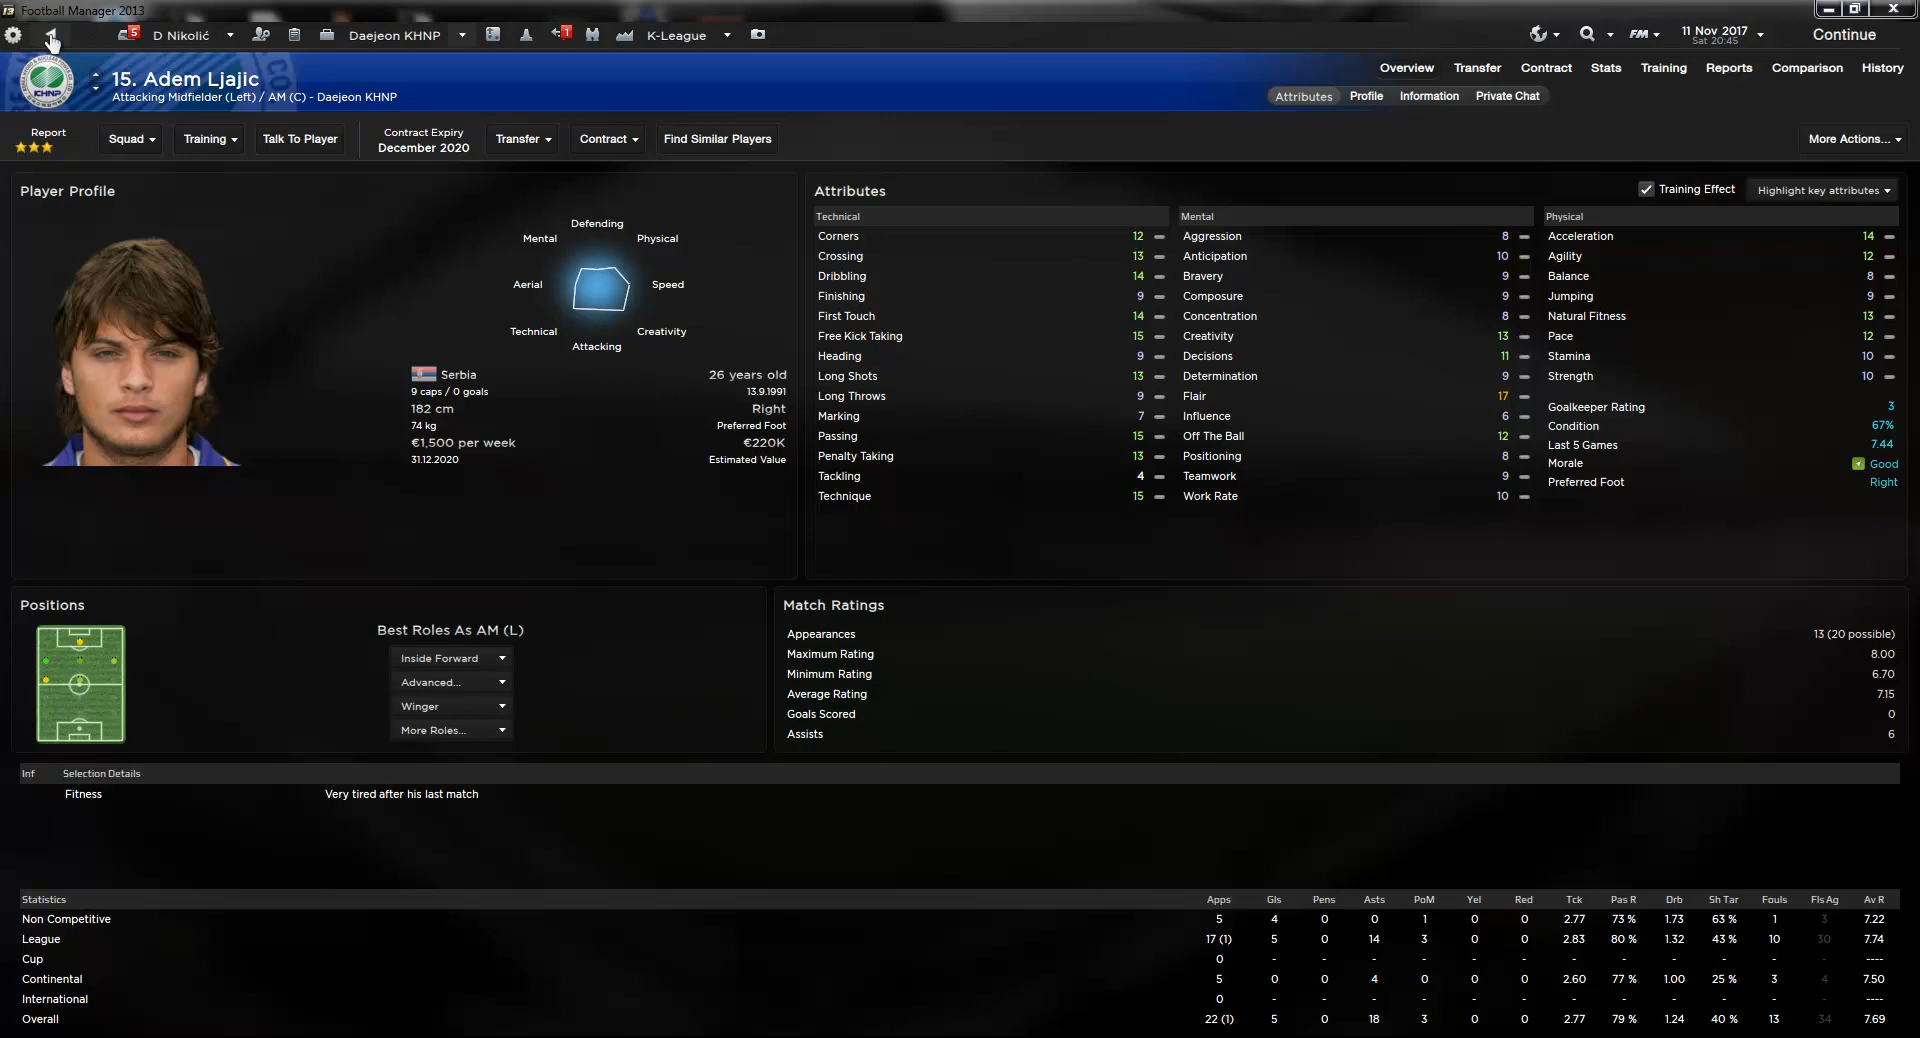 Football Manager 2013
5 D Nikolić Daejeon KHNP 1 K-League FM 11 Nov 2017 Continue
Sat 20:45
15. Adem Ljajic
Attacking Midfielder (Left) / AM (C) - Daejeon KHNP
KHNP
Overview Transfer Contract Stats Training Reports Comparison History
Attributes Profile Information Private Chat
Report Squad Training Talk To Player Contract Expiry Transfer Contract Find Similar Players More Actions...
December 2020
Player Profile
Defending
Mental Physical
Aerial Speed
Technical Creativity
Attacking
Serbia 26 years old
9 caps / 0 goals 13.9.1991
182 cm Right
74 kg Preferred Foot
€1,500 per week €220K
31.12.2020 Estimated Value
Attributes Training Effect Highlight key attributes
Technical Mental Physical
Corners 12 Aggression 8 Acceleration 14
Crossing 13 Anticipation 10 Agility 12
Dribbling 14 Bravery 9 Balance 8
Finishing 9 Composure 9 Jumping 9
First Touch 14 Concentration 8 Natural Fitness 13
Free Kick Taking 15 Creativity 13 Pace 12
Heading 9 Decisions 11 Stamina 10
Long Shots 13 Determination 9 Strength 10
Long Throws 9 Flair 17 Goalkeeper Rating 3
Marking 7 Influence 6 Condition 67%
Passing 15 Off The Ball 12 Last 5 Games 7.44
Penalty Taking 13 Positioning 8 Morale Good
Tackling 4 Teamwork 9 Preferred Foot Right
Technique 15 Work Rate 10
Positions
Best Roles As AM (L)
Inside Forward
Advanced...
Winger
More Roles...
Match Ratings
Appearances 13 (20 possible)
Maximum Rating 8.00
Minimum Rating 6.70
Average Rating 7.15
Goals Scored 0
Assists 6
Inf Selection Details
Fitness Very tired after his last match
Statistics Apps Gls Pens Asts PoM Yel Red Tck Pas R Drb Sh Tar Fouls Fls Ag Av R
Non Competitive 5 4 0 0 1 0 0 2.77 73 % 1.73 63 % 1 3 7.22
League 17 (1) 5 0 14 3 0 0 2.83 80 % 1.32 43 % 10 30 7.74
Cup 0 - - - - - - - - - - - - ----
Continental 5 0 0 4 0 0 0 2.60 77 % 1.00 25 % 3 4 7.50
International 0 - - - - - - - - - - - - ----
Overall 22 (1) 5 0 18 3 0 0 2.77 79 % 1.24 40 % 13 34 7.69